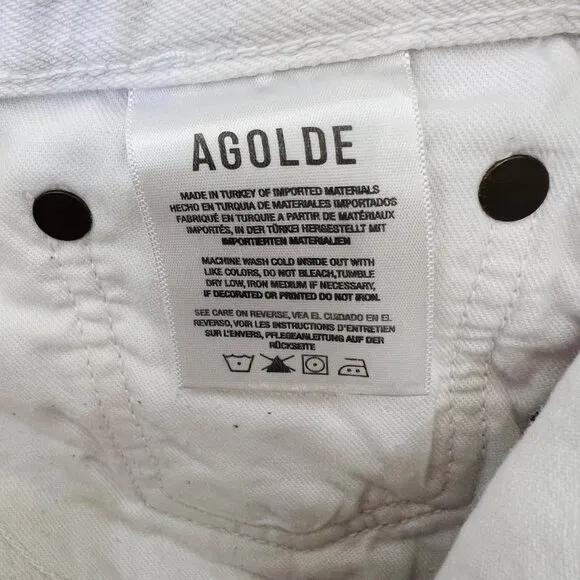 AGOLDE
MADE IN TURKEY OF IMPORTED MATERIALS
HECHO EN TURQUIA DE MATERIALES IMPORTADOS
FABRIQUÉ EN TURQUIE A PARTIR DE MATÉRIAUX
IMPORTÉS, IN DER TÜRKEI HERGESTELLT MIT
IMPORTIERTEN MATERIALIEN
MACHINE WASH COLD INSIDE OUT WITH
LIKE COLORS, DO NOT BLEACH,TUMBLE
DRY LOW, IRON MEDIUM IF NECESSARY,
IF DECORATED OR PRINTED DO NOT IRON.
SEE CARE ON REVERSE, VEA EL CUIDADO EN EL
REVERSO, VOIR LES INSTRUCTIONS D'ENTRETIEN
SUR L'ENVERS, PFLEGEANLEITUNG AUF DER
RÜCKSEITE